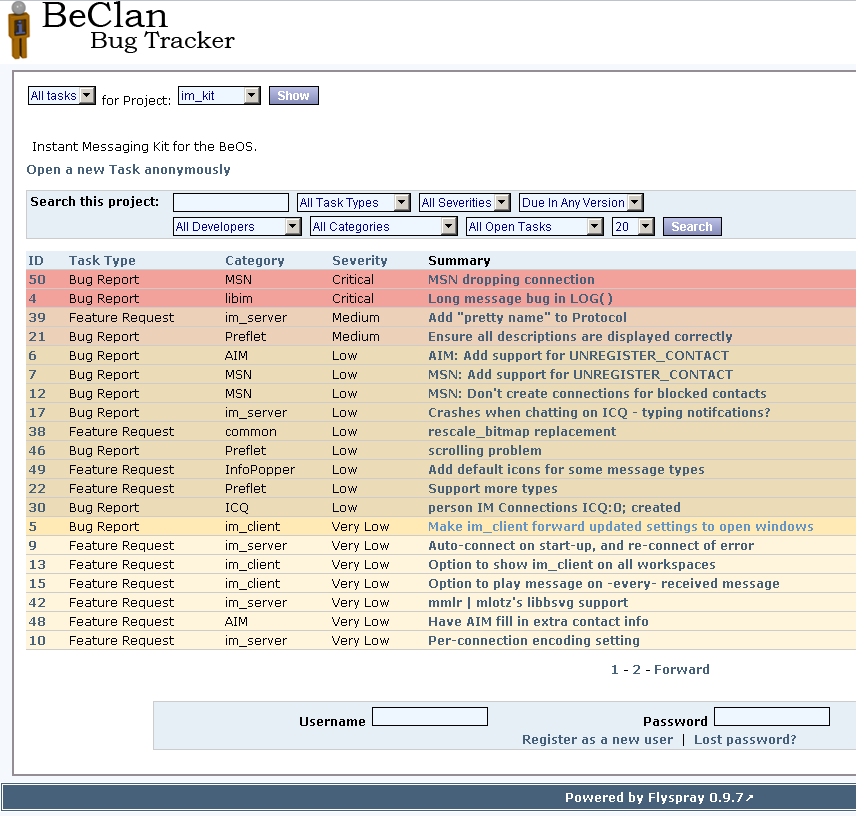 BeClan
Bug Tracker
All tasks for Project: im_kit Show
Instant Messaging Kit for the BeOS.
Open a new Task anonymously
Search this project: All Task Types All Severities Due In Any Version
All Developers All Categories All Open Tasks 20 Search
ID Task Type Category Severity Summary
50 Bug Report MSN Critical MSN dropping connection
4 Bug Report libim Critical Long message bug in LOG()
39 Feature Request im_server Medium Add "pretty name" to Protocol
21 Bug Report Preflet Medium Ensure all descriptions are displayed correctly
6 Bug Report AIM Low AIM: Add support for UNREGISTER_CONTACT
7 Bug Report MSN Low MSN: Add support for UNREGISTER_CONTACT
12 Bug Report MSN Low MSN: Don't create connections for blocked contacts
17 Bug Report im_server Low Crashes when chatting on ICQ - typing notifcations?
38 Feature Request common Low rescale_bitmap replacement
46 Bug Report Preflet Low scrolling problem
49 Feature Request InfoPopper Low Add default icons for some message types
22 Feature Request Preflet Low Support more types
30 Bug Report ICQ Low person IM Connections ICQ:0; created
5 Bug Report im_client Very Low Make im_client forward updated settings to open windows
9 Feature Request im_server Very Low Auto-connect on start-up, and re-connect of error
13 Feature Request im_client Very Low Option to show im_client on all workspaces
15 Feature Request im_client Very Low Option to play message on -every- received message
42 Feature Request im_server Very Low mmlr | mlotz's libbsvg support
48 Feature Request AIM Very Low Have AIM fill in extra contact info
10 Feature Request im_server Very Low Per-connection encoding setting
1 - 2 - Forward
Username Password
Register as a new user | Lost password?
Powered by Flyspray 0.9.7↗